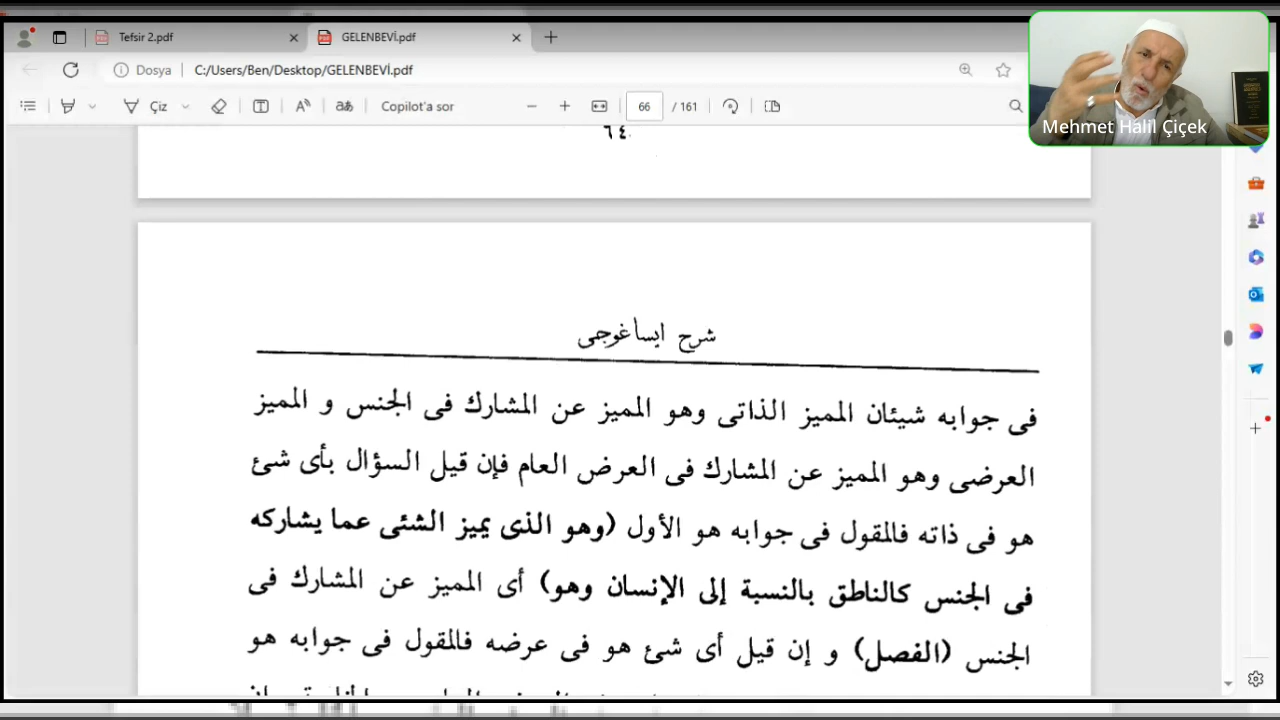 Tefsir 2.pdf
GELENBEVİ.pdf
Dosya
C:/Users/Ben/Desktop/GELENBEVİ.pdf
Çiz
Copilot'a sor
66 / 161
Mehmet Halil Çiçek
٦٤
شرح ايساغوجى
فى جوابه شيئان المميز الذاتى وهو المميز عن المشارك فى الجنس و المميز
العرضى وهو المميز عن المشارك فى العرض العام فإن قيل السؤال بأى شئ
هو فى ذاته فالمقول فى جوابه هو الأول (وهو الذى يميز الشئى عما يشاركه
فى الجنس كالناطق بالنسبة إلى الإنسان وهو) أى المميز عن المشارك فى
الجنس (الفصل) و إن قيل أى شئ هو فى عرضه فالمقول فى جوابه هو